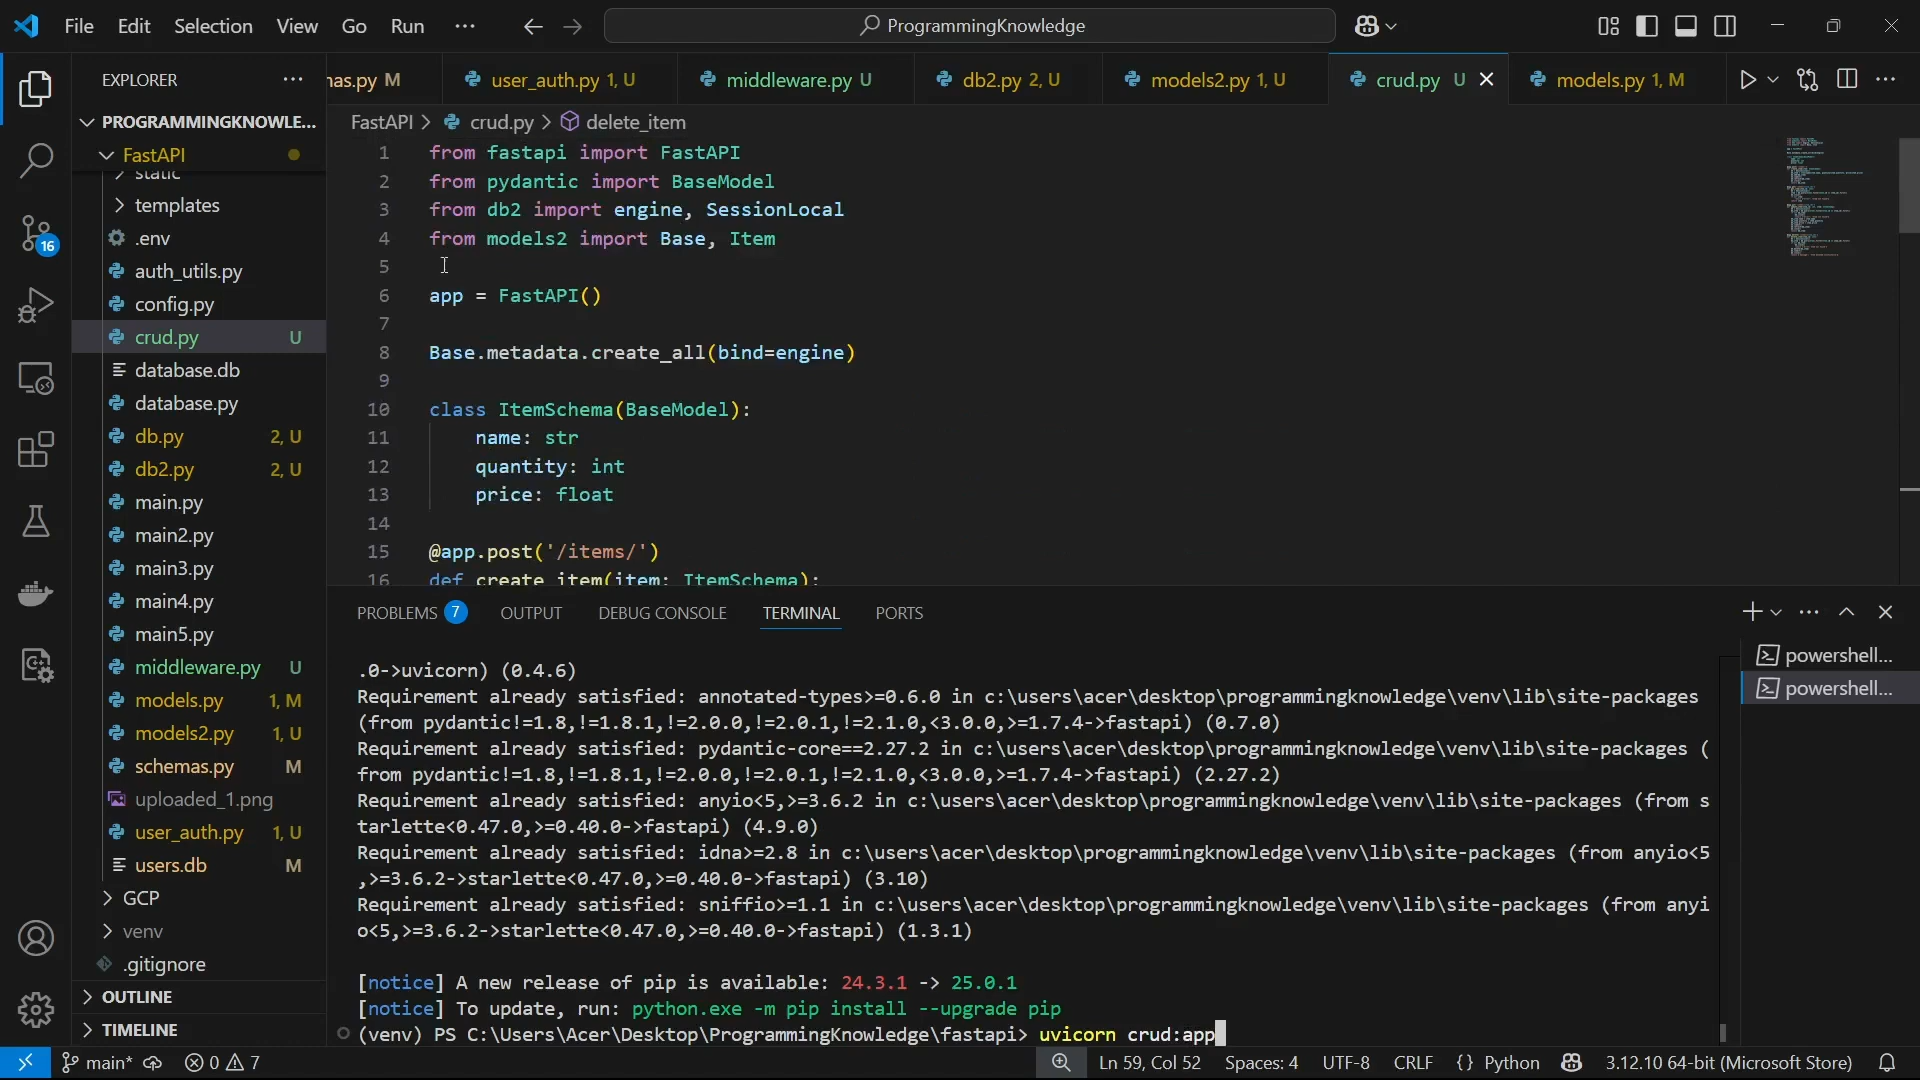 File Edit Selection View Go Run ···
ProgrammingKnowledge
EXPLORER ···
nas.py M
user_auth.py 1, U
middleware.py U
db2.py 2, U
models2.py 1, U
crud.py U
models.py 1, M
PROGRAMMINGKNOWLE...
FastAPI
static
templates
.env
auth_utils.py
config.py
crud.py U
database.db
database.py
db.py 2, U
db2.py 2, U
main.py
main2.py
main3.py
main4.py
main5.py
middleware.py U
models.py 1, M
models2.py 1, U
schemas.py M
uploaded_1.png
user_auth.py 1, U
users.db M
GCP
venv
.gitignore
OUTLINE
TIMELINE
16
FastAPI > crud.py > delete_item
1 from fastapi import FastAPI
2 from pydantic import BaseModel
3 from db2 import engine, SessionLocal
4 from models2 import Base, Item
5
6 app = FastAPI()
7
8 Base.metadata.create_all(bind=engine)
9
10 class ItemSchema(BaseModel):
11 name: str
12 quantity: int
13 price: float
14
15 @app.post('/items/')
16 def create_item(item: ItemSchema):
PROBLEMS 7 OUTPUT DEBUG CONSOLE TERMINAL PORTS
powershell...
powershell...
.0->uvicorn) (0.4.6)
Requirement already satisfied: annotated-types>=0.6.0 in c:\users\acer\desktop\programmingknowledge\venv\lib\site-packages
(from pydantic!=1.8,!=1.8.1,!=2.0.0,!=2.0.1,!=2.1.0,<3.0.0,>=1.7.4->fastapi) (0.7.0)
Requirement already satisfied: pydantic-core==2.27.2 in c:\users\acer\desktop\programmingknowledge\venv\lib\site-packages (
from pydantic!=1.8,!=1.8.1,!=2.0.0,!=2.0.1,!=2.1.0,<3.0.0,>=1.7.4->fastapi) (2.27.2)
Requirement already satisfied: anyio<5,>=3.6.2 in c:\users\acer\desktop\programmingknowledge\venv\lib\site-packages (from s
tarlette<0.47.0,>=0.40.0->fastapi) (4.9.0)
Requirement already satisfied: idna>=2.8 in c:\users\acer\desktop\programmingknowledge\venv\lib\site-packages (from anyio<5
,>=3.6.2->starlette<0.47.0,>=0.40.0->fastapi) (3.10)
Requirement already satisfied: sniffio>=1.1 in c:\users\acer\desktop\programmingknowledge\venv\lib\site-packages (from anyi
o<5,>=3.6.2->starlette<0.47.0,>=0.40.0->fastapi) (1.3.1)
[notice] A new release of pip is available: 24.3.1 -> 25.0.1
[notice] To update, run: python.exe -m pip install --upgrade pip
(venv) PS C:\Users\Acer\Desktop\ProgrammingKnowledge\fastapi> uvicorn crud:app
main* 0 7 Ln 59, Col 52 Spaces: 4 UTF-8 CRLF {} Python 3.12.10 64-bit (Microsoft Store)